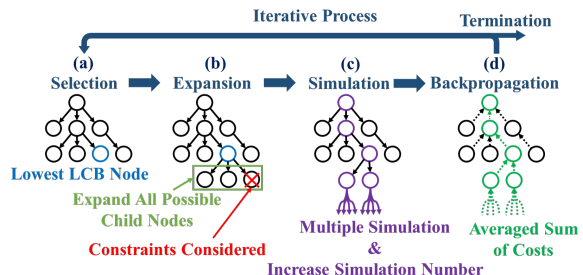 Iterative Process
Termination
(a)
(b)
(c)
(d)
Selection
Expansion
Simulation
Backpropagation
Lowest LCB Node
Expand All Possible
Child Nodes
Constraints Considered
Multiple Simulation
&
Increase Simulation Number
Averaged Sum
of Costs